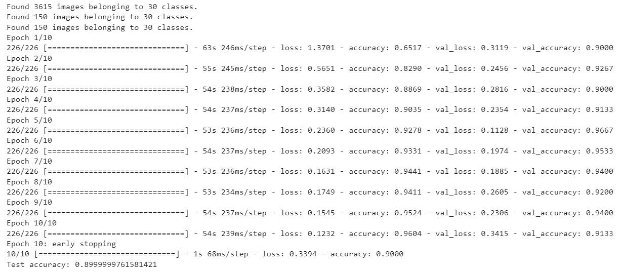 Found 3615 images belonging to 30 classes.
Found 150 images belonging to 30 classes.
Found 150 images belonging to 30 classes.
Epoch 1/10
226/226 [==============================] - 63s 246ms/step - loss: 1.3701 - accuracy: 0.6517 - val_loss: 0.3119 - val_accuracy: 0.9000
Epoch 2/10
226/226 [==============================] - 55s 245ms/step - loss: 0.5651 - accuracy: 0.8290 - val_loss: 0.2456 - val_accuracy: 0.9267
Epoch 3/10
226/226 [==============================] - 54s 238ms/step - loss: 0.3582 - accuracy: 0.8869 - val_loss: 0.2816 - val_accuracy: 0.9000
Epoch 4/10
226/226 [==============================] - 54s 237ms/step - loss: 0.3140 - accuracy: 0.9035 - val_loss: 0.2354 - val_accuracy: 0.9133
Epoch 5/10
226/226 [==============================] - 53s 236ms/step - loss: 0.2360 - accuracy: 0.9278 - val_loss: 0.1128 - val_accuracy: 0.9667
Epoch 6/10
226/226 [==============================] - 54s 237ms/step - loss: 0.2093 - accuracy: 0.9331 - val_loss: 0.1974 - val_accuracy: 0.9533
Epoch 7/10
226/226 [==============================] - 53s 236ms/step - loss: 0.1631 - accuracy: 0.9441 - val_loss: 0.1885 - val_accuracy: 0.9400
Epoch 8/10
226/226 [==============================] - 53s 234ms/step - loss: 0.1749 - accuracy: 0.9411 - val_loss: 0.2605 - val_accuracy: 0.9200
Epoch 9/10
226/226 [==============================] - 54s 237ms/step - loss: 0.1545 - accuracy: 0.9524 - val_loss: 0.2306 - val_accuracy: 0.9400
Epoch 10/10
226/226 [==============================] - 54s 239ms/step - loss: 0.1232 - accuracy: 0.9604 - val_loss: 0.3415 - val_accuracy: 0.9133
Epoch 10: early stopping
10/10 [==============================] - 1s 68ms/step - loss: 0.3394 - accuracy: 0.9000
Test accuracy: 0.8999999761581421